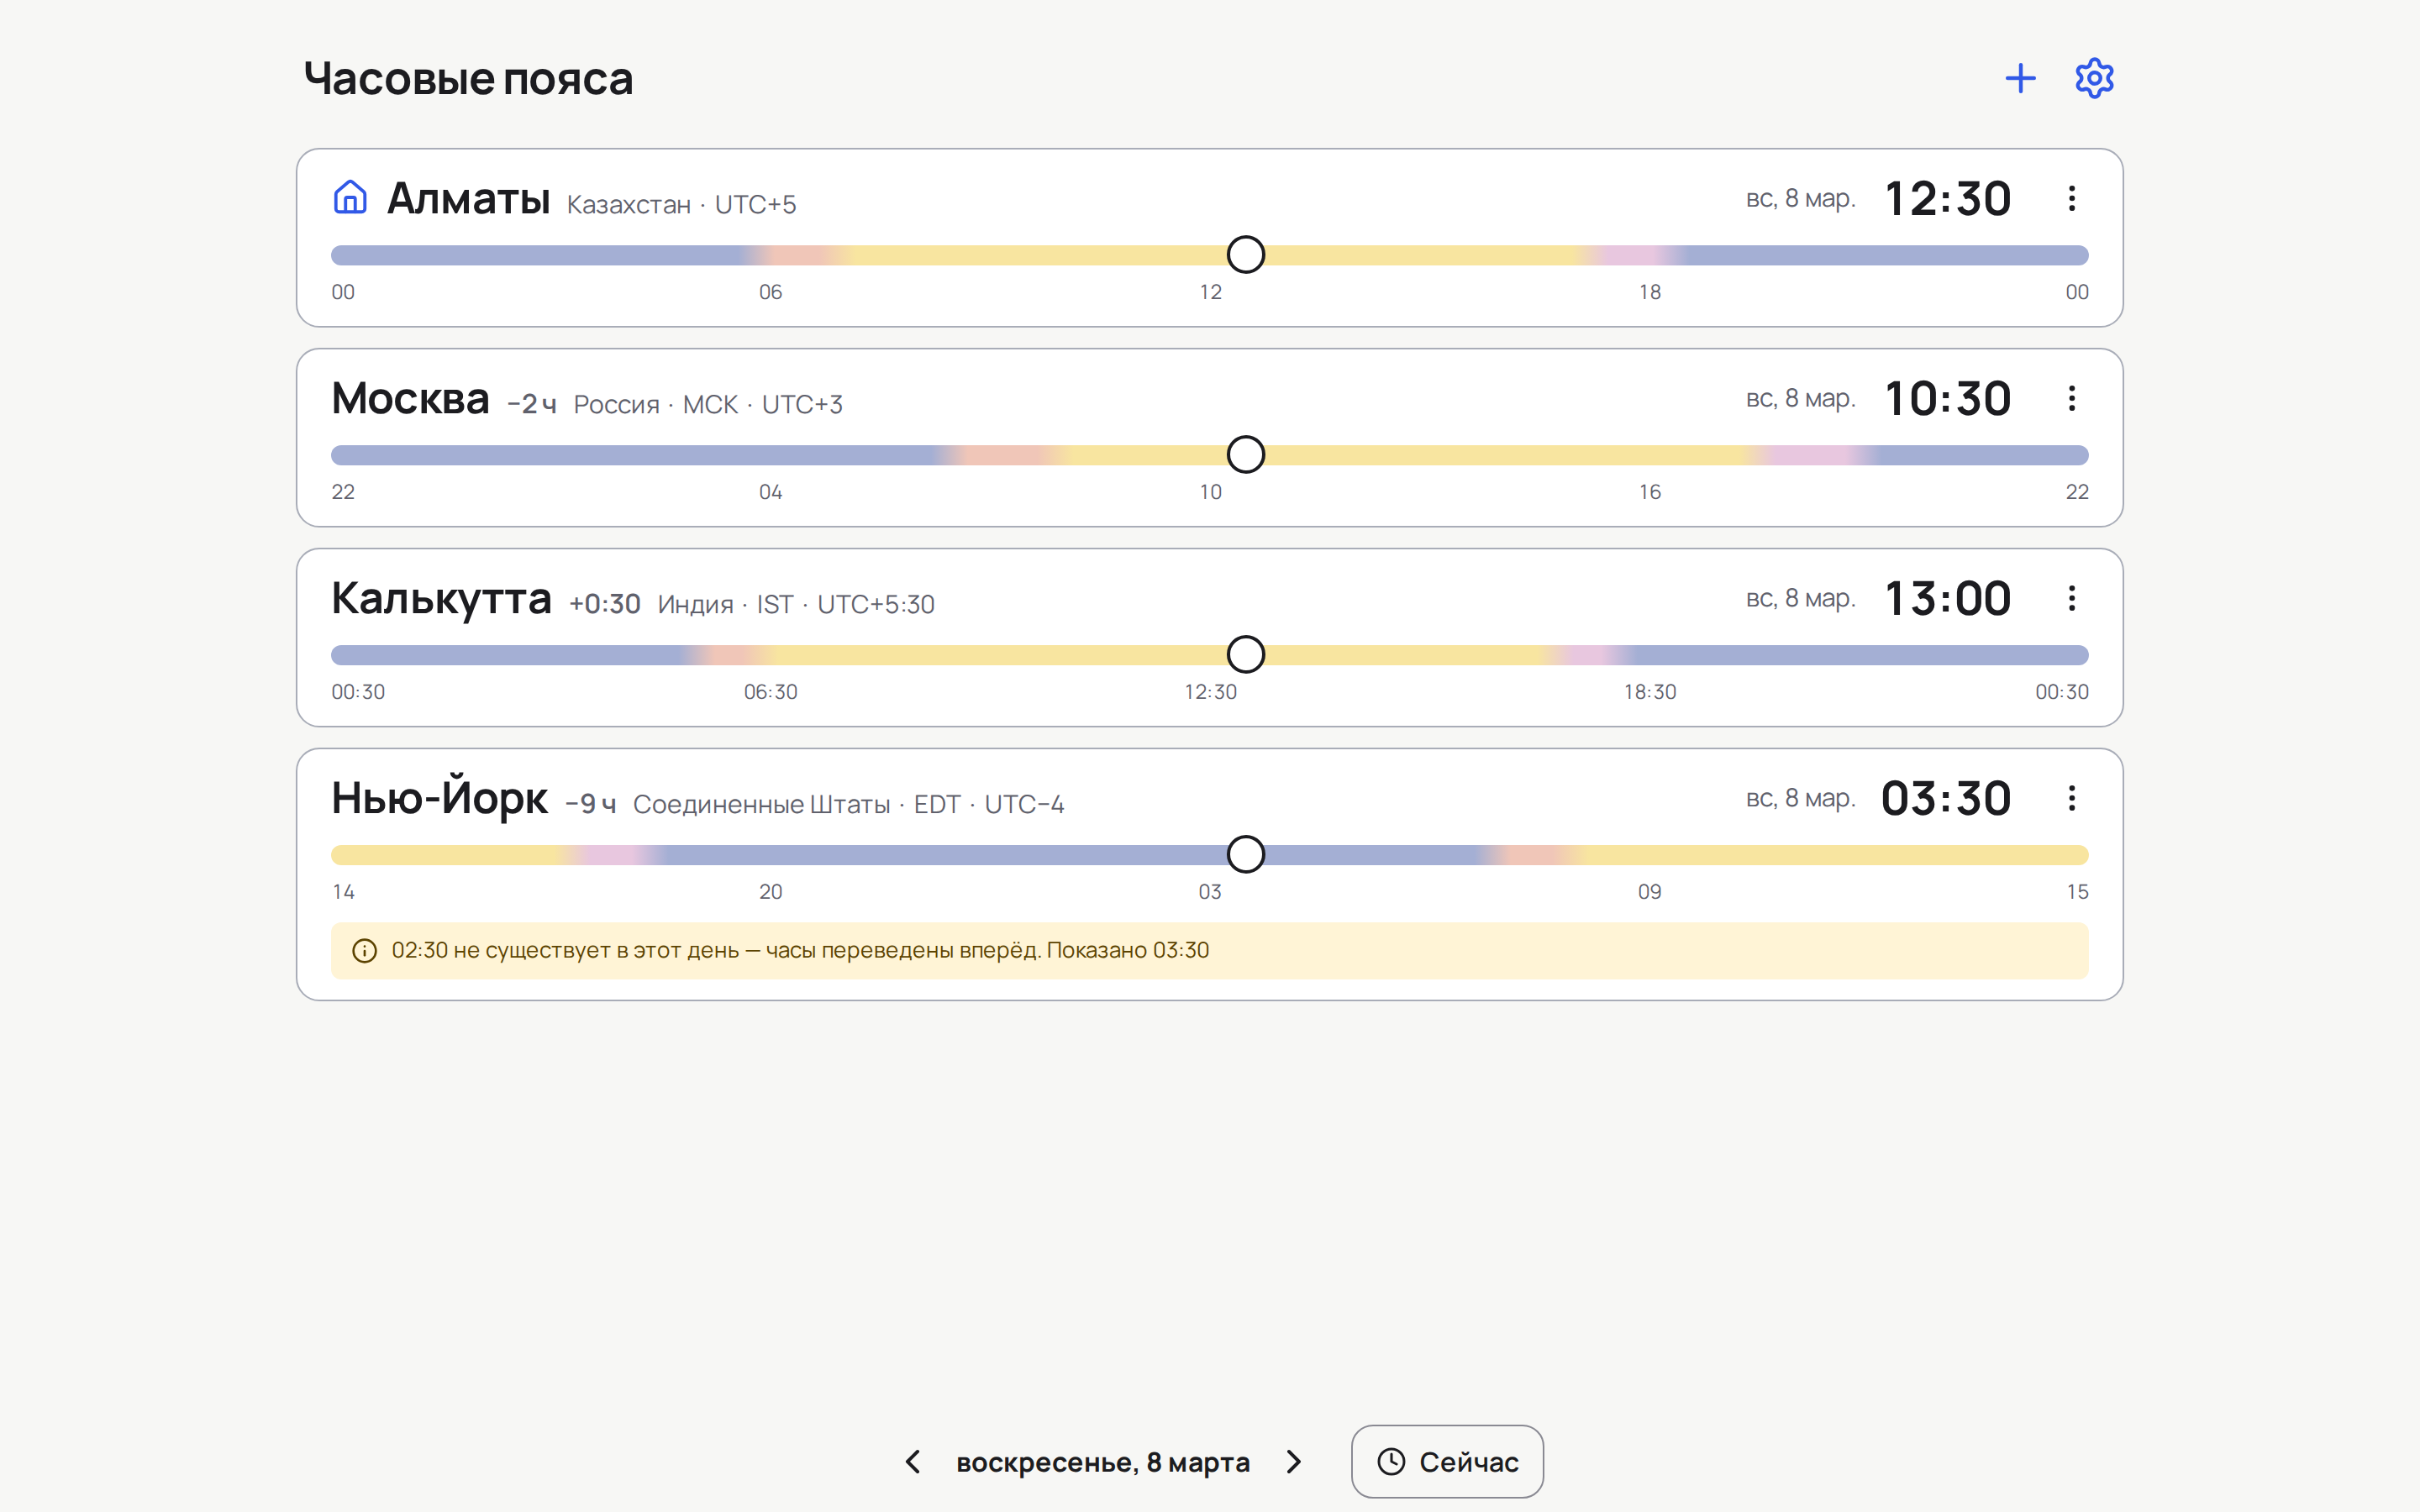 Часовые пояса
Алматы Казахстан · UTC+5 вс, 8 мар. 12:30
00 06 12 18 00
Москва −2 ч Россия · МСК · UTC+3 вс, 8 мар. 10:30
22 04 10 16 22
Калькутта +0:30 Индия · IST · UTC+5:30 вс, 8 мар. 13:00
00:30 06:30 12:30 18:30 00:30
Нью-Йорк −9 ч Соединенные Штаты · EDT · UTC−4 вс, 8 мар. 03:30
14 20 03 09 15
02:30 не существует в этот день — часы переведены вперёд. Показано 03:30
воскресенье, 8 марта Сейчас